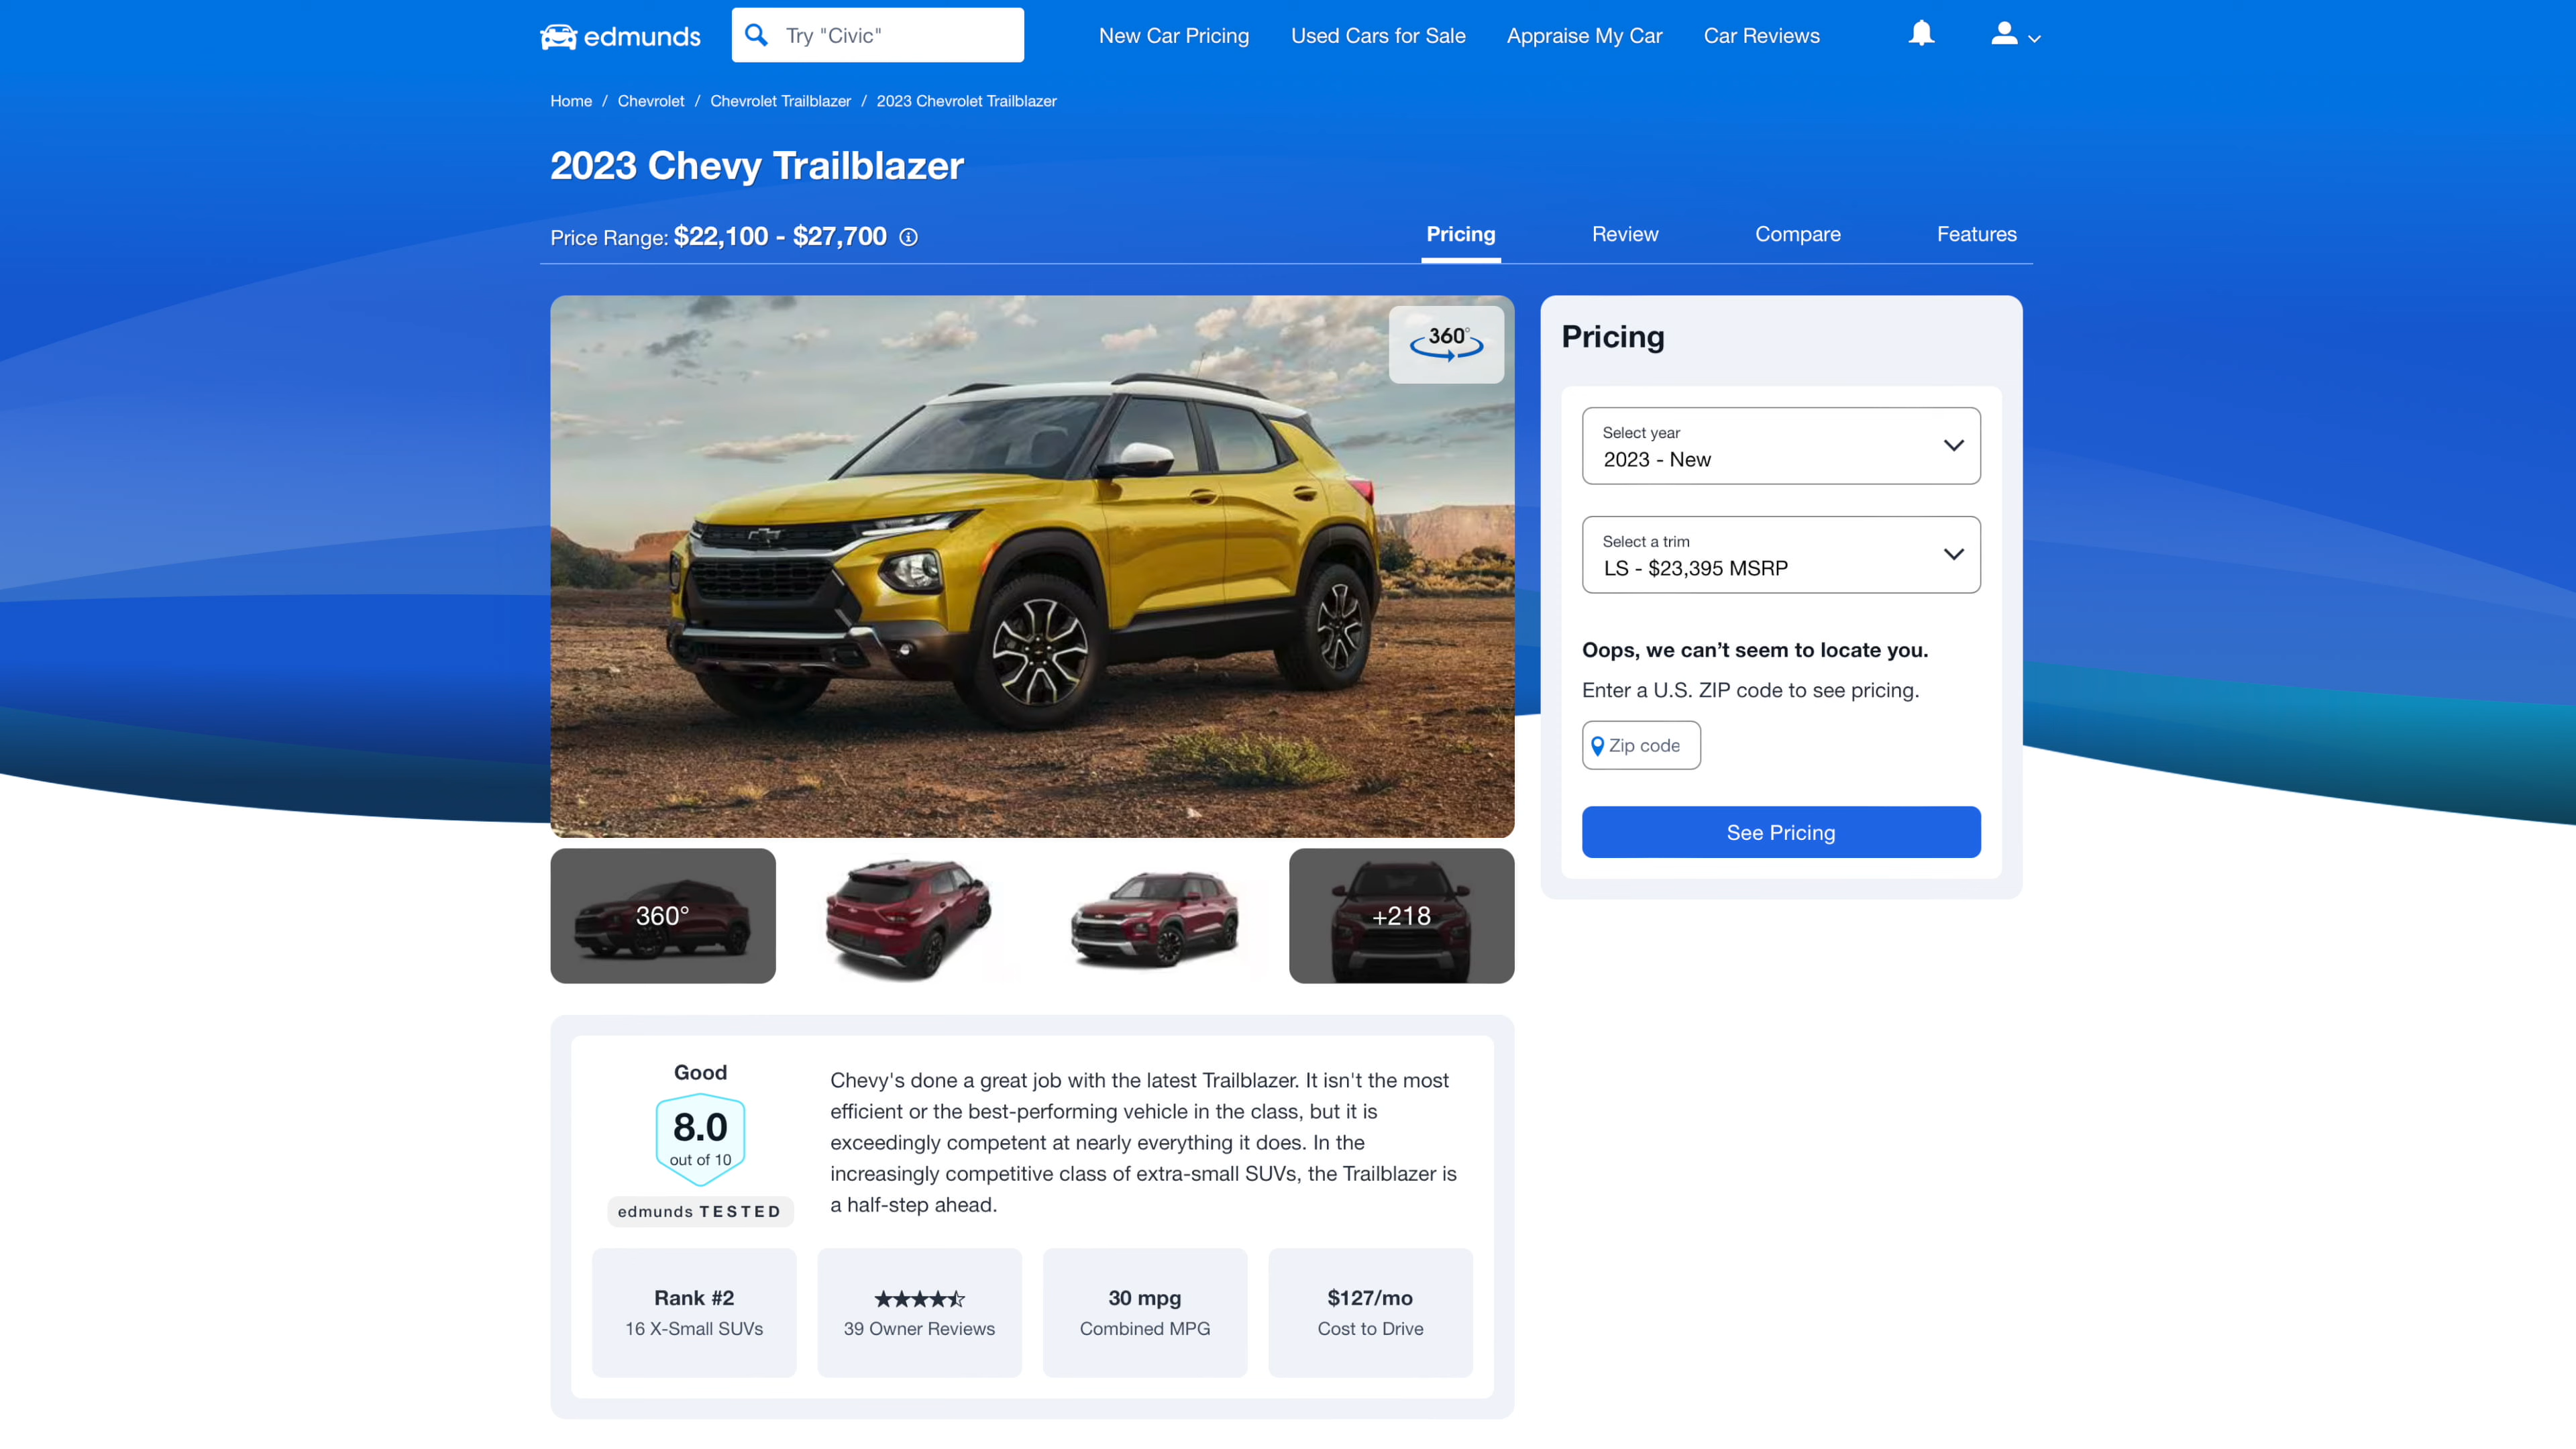 edmunds
Try "Civic"
New Car Pricing
Used Cars for Sale
Appraise My Car
Car Reviews
Home / Chevrolet / Chevrolet Trailblazer / 2023 Chevrolet Trailblazer
2023 Chevy Trailblazer
Price Range: $22,100 - $27,700
Pricing
Review
Compare
Features
360°
Pricing
Select year
2023 - New
Select a trim
LS - $23,395 MSRP
Oops, we can’t seem to locate you.
Enter a U.S. ZIP code to see pricing.
Zip code
See Pricing
360°
+218
Good
8.0
out of 10
edmunds TESTED
Chevy's done a great job with the latest Trailblazer. It isn't the most
efficient or the best-performing vehicle in the class, but it is
exceedingly competent at nearly everything it does. In the
increasingly competitive class of extra-small SUVs, the Trailblazer is
a half-step ahead.
Rank #2
16 X-Small SUVs
39 Owner Reviews
30 mpg
Combined MPG
$127/mo
Cost to Drive